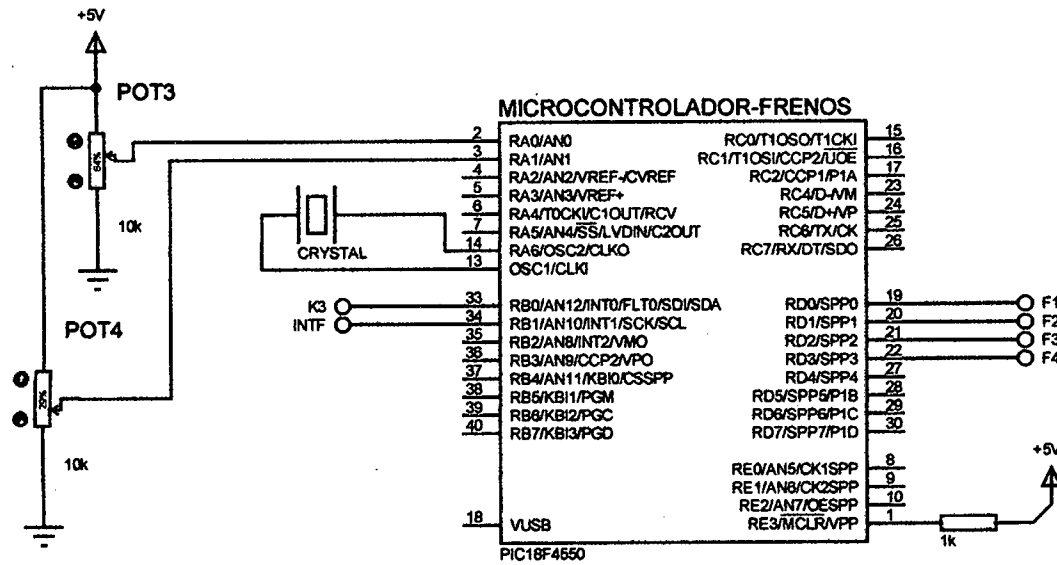 +5V
POT3
84%
10k
POT4
29%
10k
CRYSTAL
K3
INTF
MICROCONTROLADOR-FRENOS
2 RA0/AN0
3 RA1/AN1
4 RA2/AN2/VREF-/CVREF
5 RA3/AN3/VREF+
6 RA4/T0CKI/C1OUT/RCV
7 RA5/AN4/SS/LVDIN/C2OUT
14 RA6/OSC2/CLKO
13 OSC1/CLKI
33 RB0/AN12/INT0/FLT0/SDI/SDA
34 RB1/AN10/INT1/SCK/SCL
35 RB2/AN8/INT2/VMO
36 RB3/AN9/CCP2/VPO
37 RB4/AN11/KBI0/CSSPP
38 RB5/KBI1/PGM
39 RB6/KBI2/PGC
40 RB7/KBI3/PGD
18 VUSB
RC0/T1OSO/T1CKI 15
RC1/T1OSI/CCP2/UOE 16
RC2/CCP1/P1A 17
RC4/D-/VM 23
RC5/D+/VP 24
RC6/TX/CK 25
RC7/RX/DT/SDO 26
RD0/SPP0 19
RD1/SPP1 20
RD2/SPP2 21
RD3/SPP3 22
RD4/SPP4 27
RD5/SPP5/P1B 28
RD6/SPP6/P1C 29
RD7/SPP7/P1D 30
RE0/AN5/CK1SPP 8
RE1/AN6/CK2SPP 9
RE2/AN7/OESPP 10
RE3/MCLR/VPP 1
PIC18F4550
F1
F2
F3
F4
+5V
1k